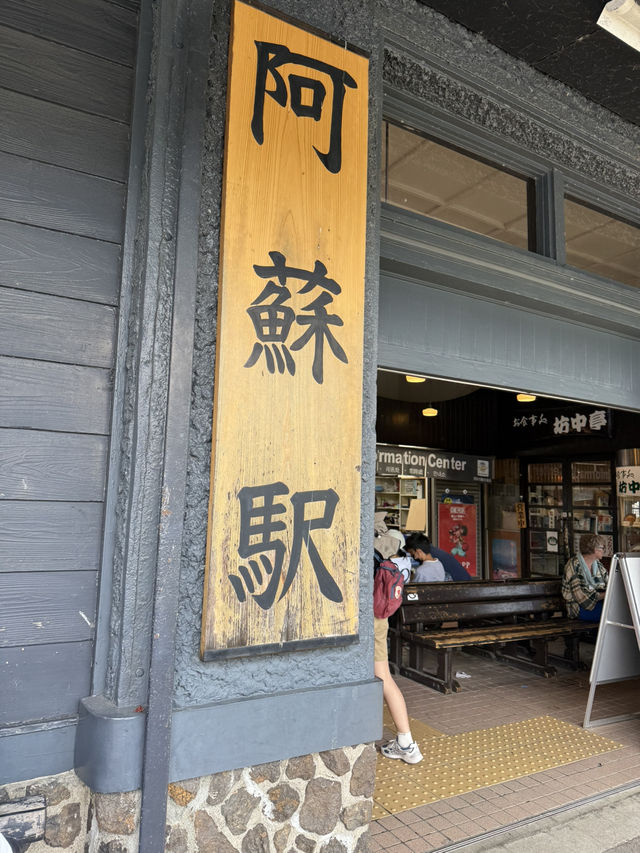 阿
蘇
駅
rmation Center
お食事処
坊中亭
坊中